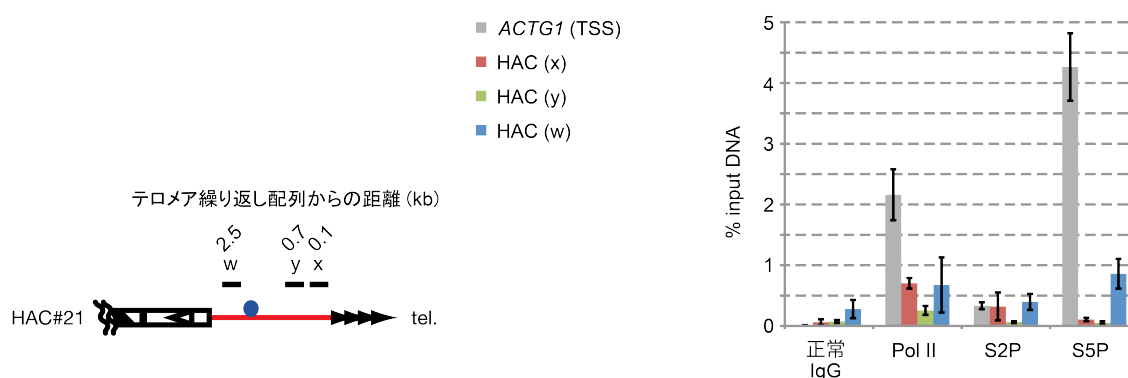 ACTG1 (TSS)
HAC (x)
HAC (y)
HAC (w)
テロメア繰り返し配列からの距離 (kb)
2.5
0.7
0.1
w
y
x
HAC#21
tel.
% input DNA
5
4
3
2
1
0
正常
IgG
Pol II
S2P
S5P